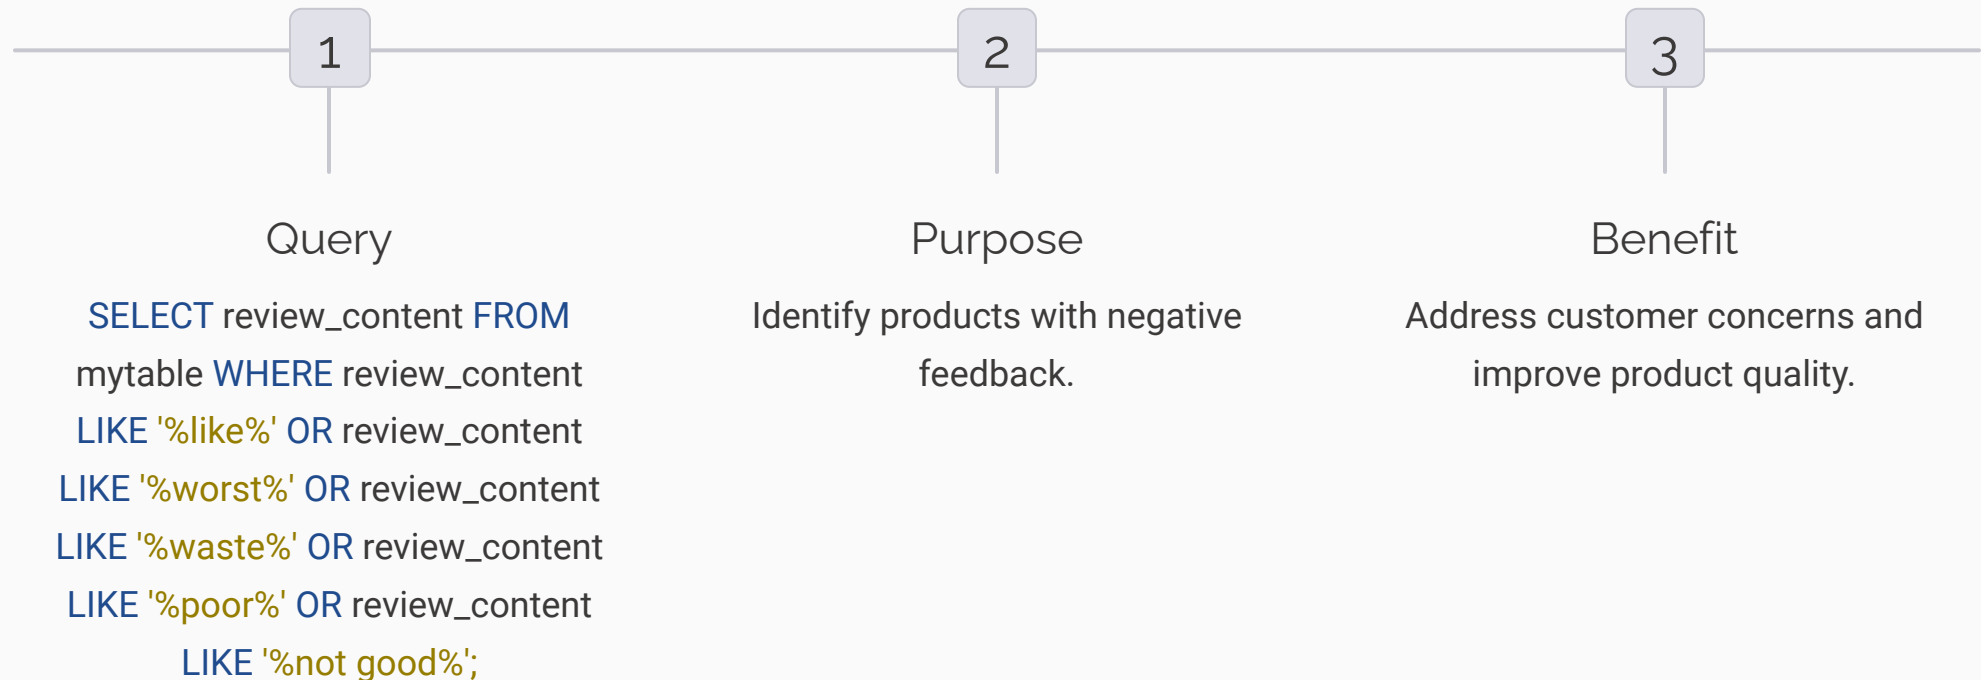 1
2
3
Query
SELECT review_content FROM
mytable WHERE review_content
LIKE '%like%' OR review_content
LIKE '%worst%' OR review_content
LIKE '%waste%' OR review_content
LIKE '%poor%' OR review_content
LIKE '%not good%';
Purpose
Identify products with negative
feedback.
Benefit
Address customer concerns and
improve product quality.